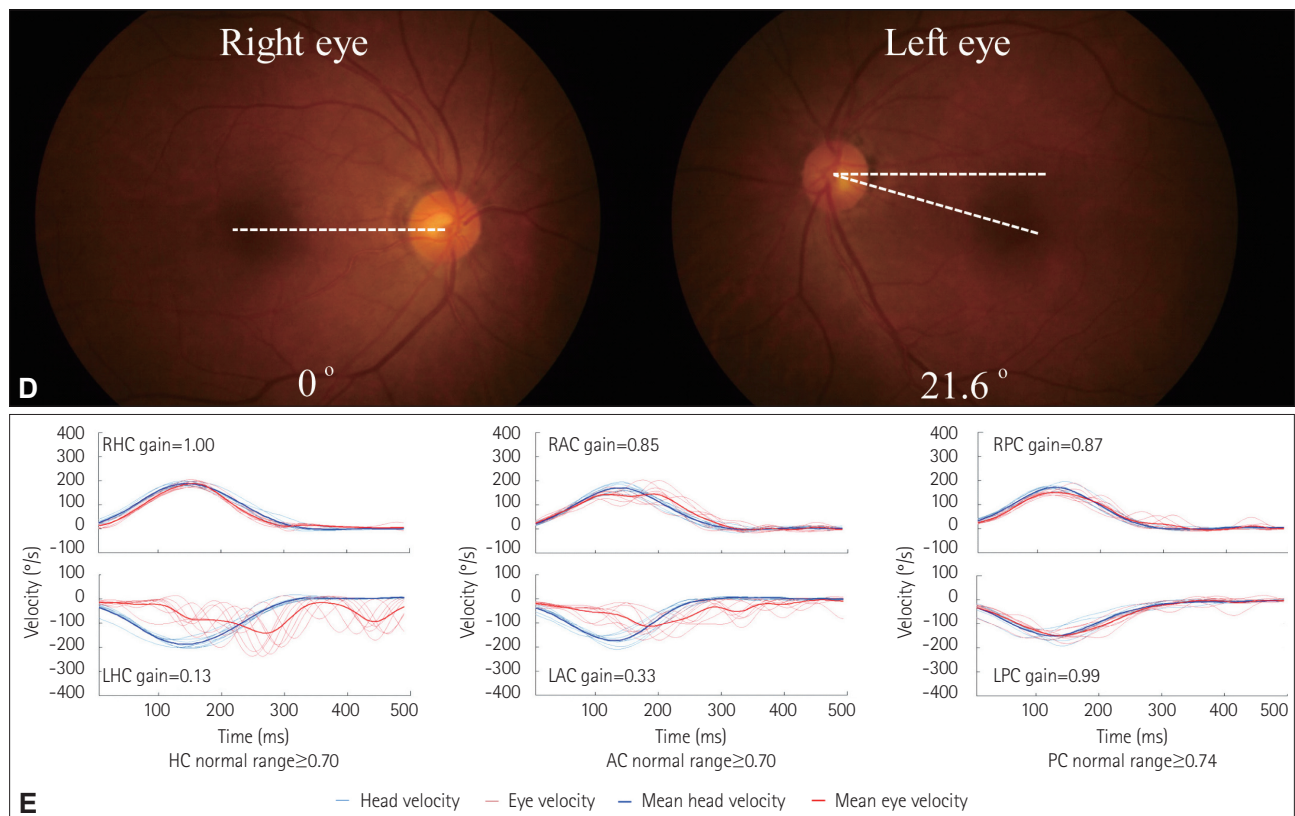 Right eye
Left eye
D
0°
21.6°
400
300
200
100
0
-100
RHC gain=1.00
400
300
200
100
0
-100
RAC gain=0.85
400
300
200
100
0
-100
RPC gain=0.87
Velocity (°/s)
100
0
-100
-200
-300
-400
LHC gain=0.13
Velocity (°/s)
100
0
-100
-200
-300
-400
LAC gain=0.33
Velocity (°/s)
100
0
-100
-200
-300
-400
LPC gain=0.99
100 200 300 400 500
100 200 300 400 500
100 200 300 400 500
Time (ms)
Time (ms)
Time (ms)
HC normal range≥0.70
AC normal range≥0.70
PC normal range≥0.74
E
Head velocity
Eye velocity
Mean head velocity
Mean eye velocity